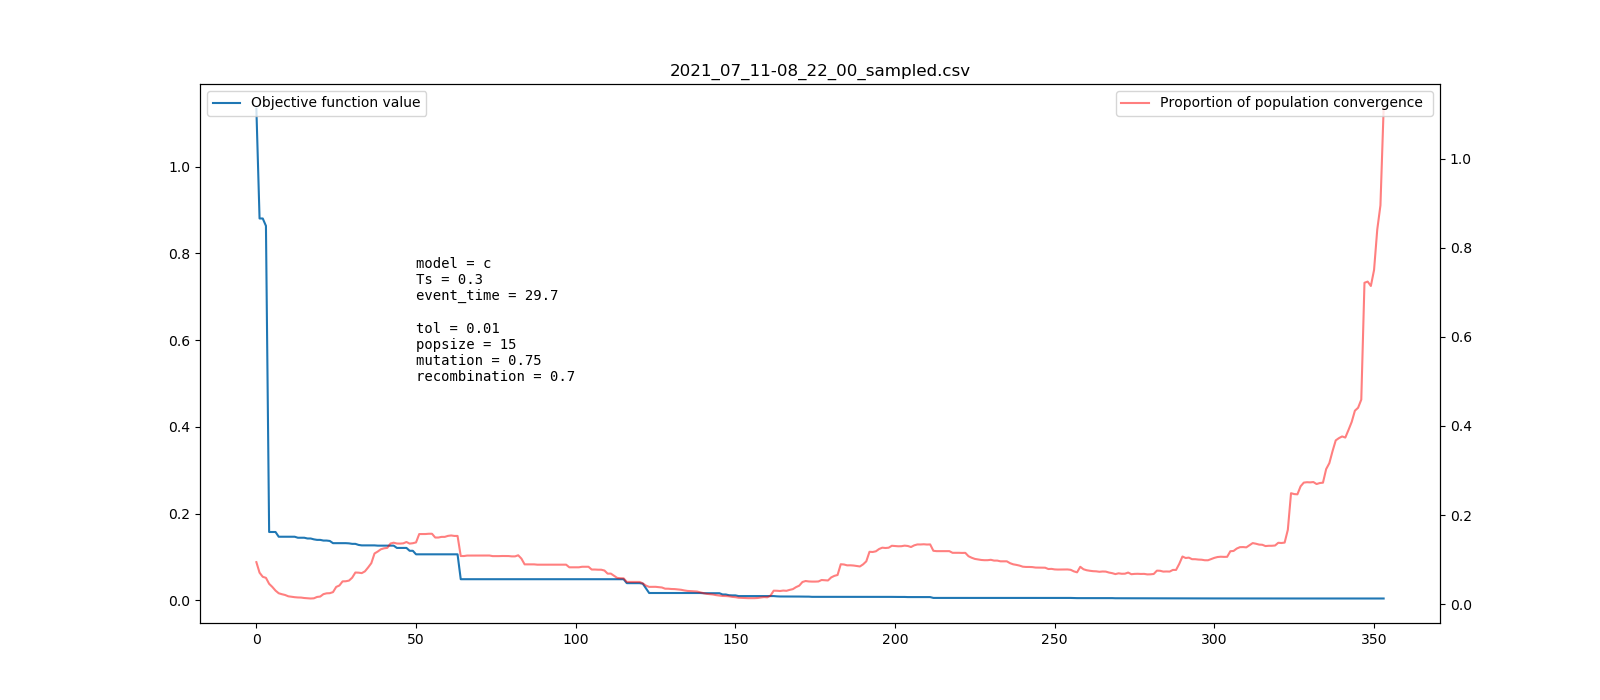 2021_07_11-08_22_00_sampled.csv
Objective function value
Proportion of population convergence
model = c
Ts = 0.3
event_time = 29.7
tol = 0.01
popsize = 15
mutation = 0.75
recombination = 0.7
1.0
0.8
0.6
0.4
0.2
0.0
1.0
0.8
0.6
0.4
0.2
0.0
0 50 100 150 200 250 300 350